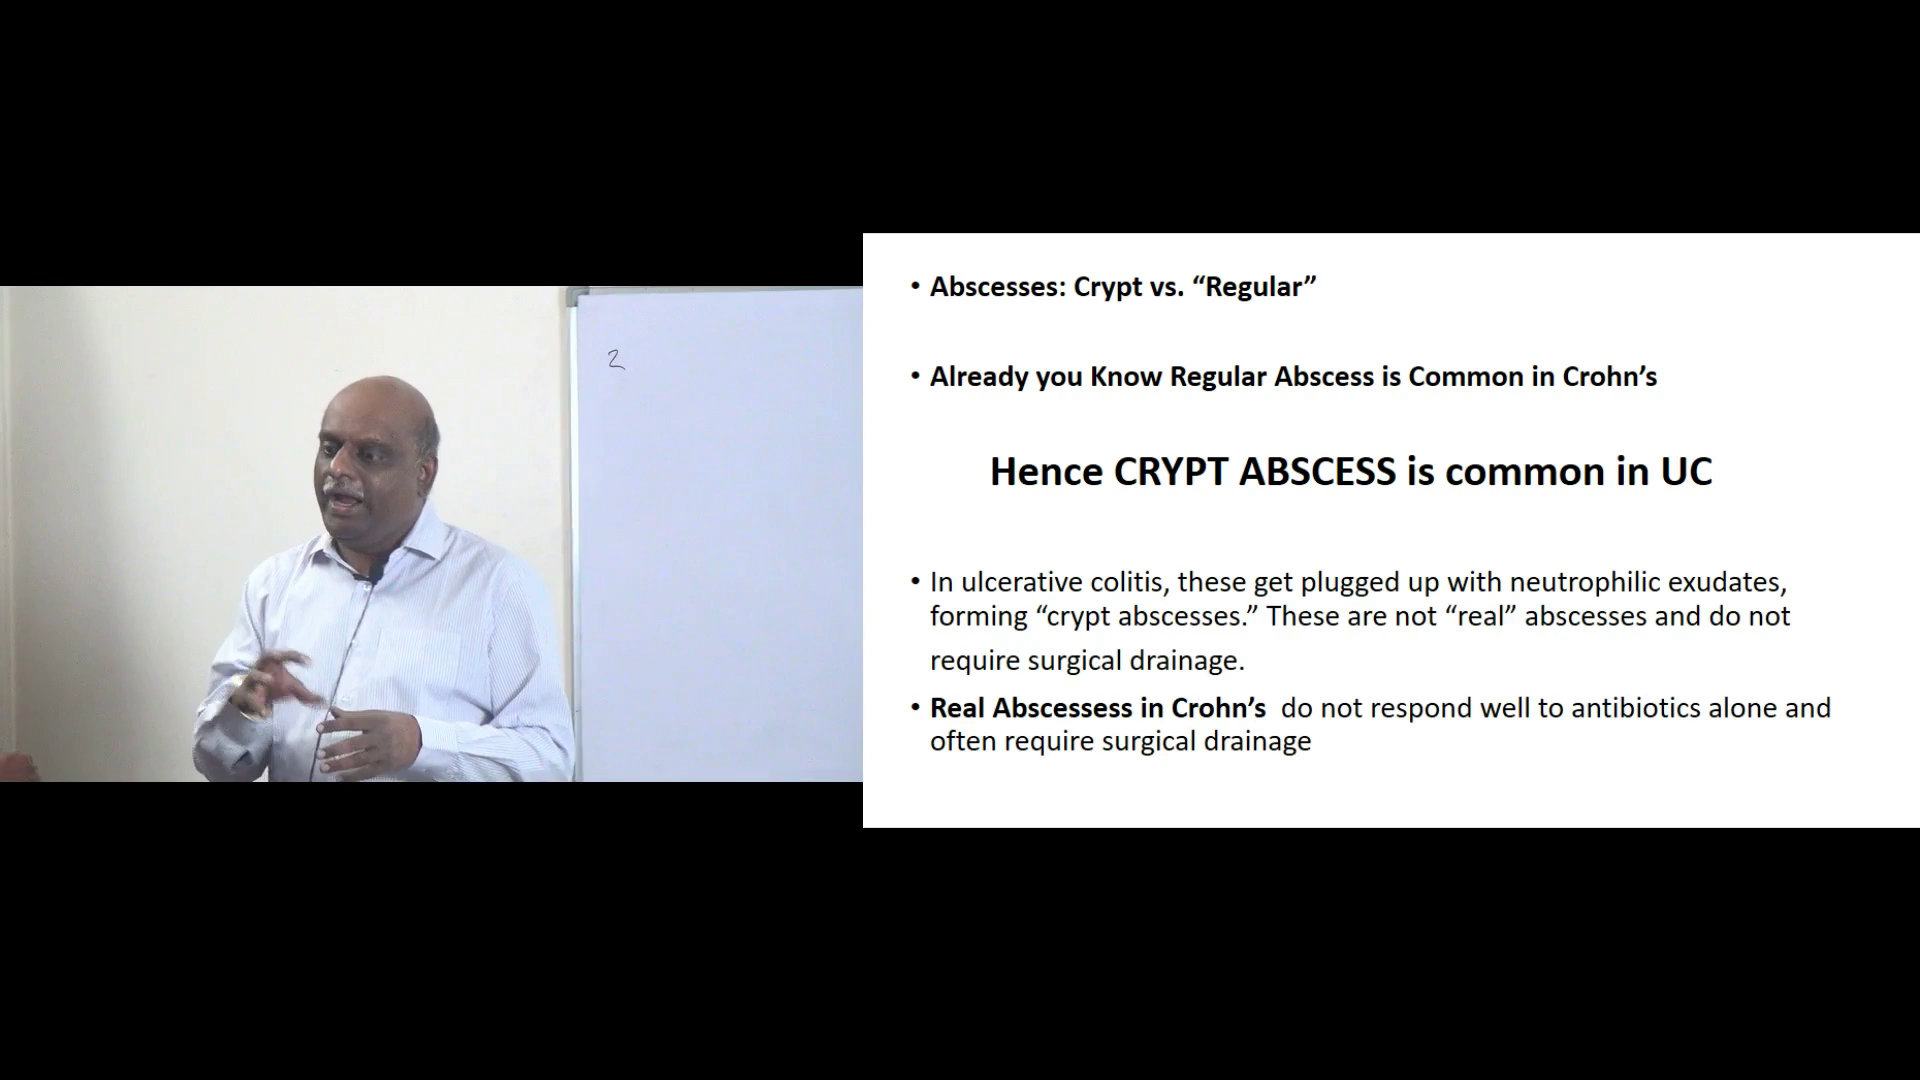 2
• Abscesses: Crypt vs. “Regular”
• Already you Know Regular Abscess is Common in Crohn’s
Hence CRYPT ABSCESS is common in UC
• In ulcerative colitis, these get plugged up with neutrophilic exudates,
forming “crypt abscesses.” These are not “real” abscesses and do not
require surgical drainage.
• Real Abscessess in Crohn’s do not respond well to antibiotics alone and
often require surgical drainage